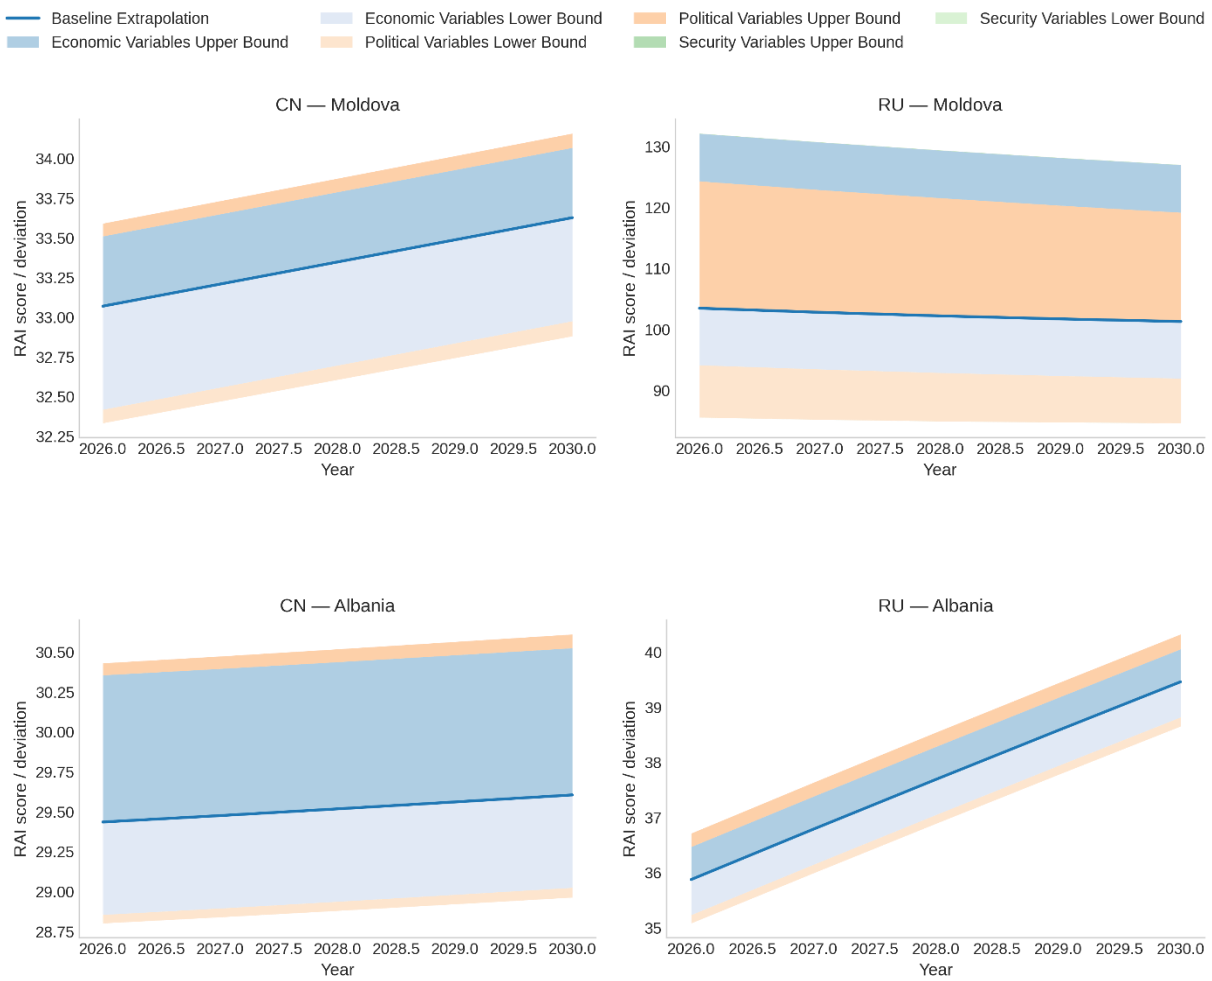 Baseline Extrapolation
Economic Variables Upper Bound
Economic Variables Lower Bound
Political Variables Lower Bound
Political Variables Upper Bound
Security Variables Upper Bound
Security Variables Lower Bound
CN — Moldova
RAI score / deviation
34.00
33.75
33.50
33.25
33.00
32.75
32.50
32.25
2026.0 2026.5 2027.0 2027.5 2028.0 2028.5 2029.0 2029.5 2030.0
Year
RU — Moldova
RAI score / deviation
130
120
110
100
90
2026.0 2026.5 2027.0 2027.5 2028.0 2028.5 2029.0 2029.5 2030.0
Year
CN — Albania
RAI score / deviation
30.50
30.25
30.00
29.75
29.50
29.25
29.00
28.75
2026.0 2026.5 2027.0 2027.5 2028.0 2028.5 2029.0 2029.5 2030.0
Year
RU — Albania
RAI score / deviation
40
39
38
37
36
35
2026.0 2026.5 2027.0 2027.5 2028.0 2028.5 2029.0 2029.5 2030.0
Year